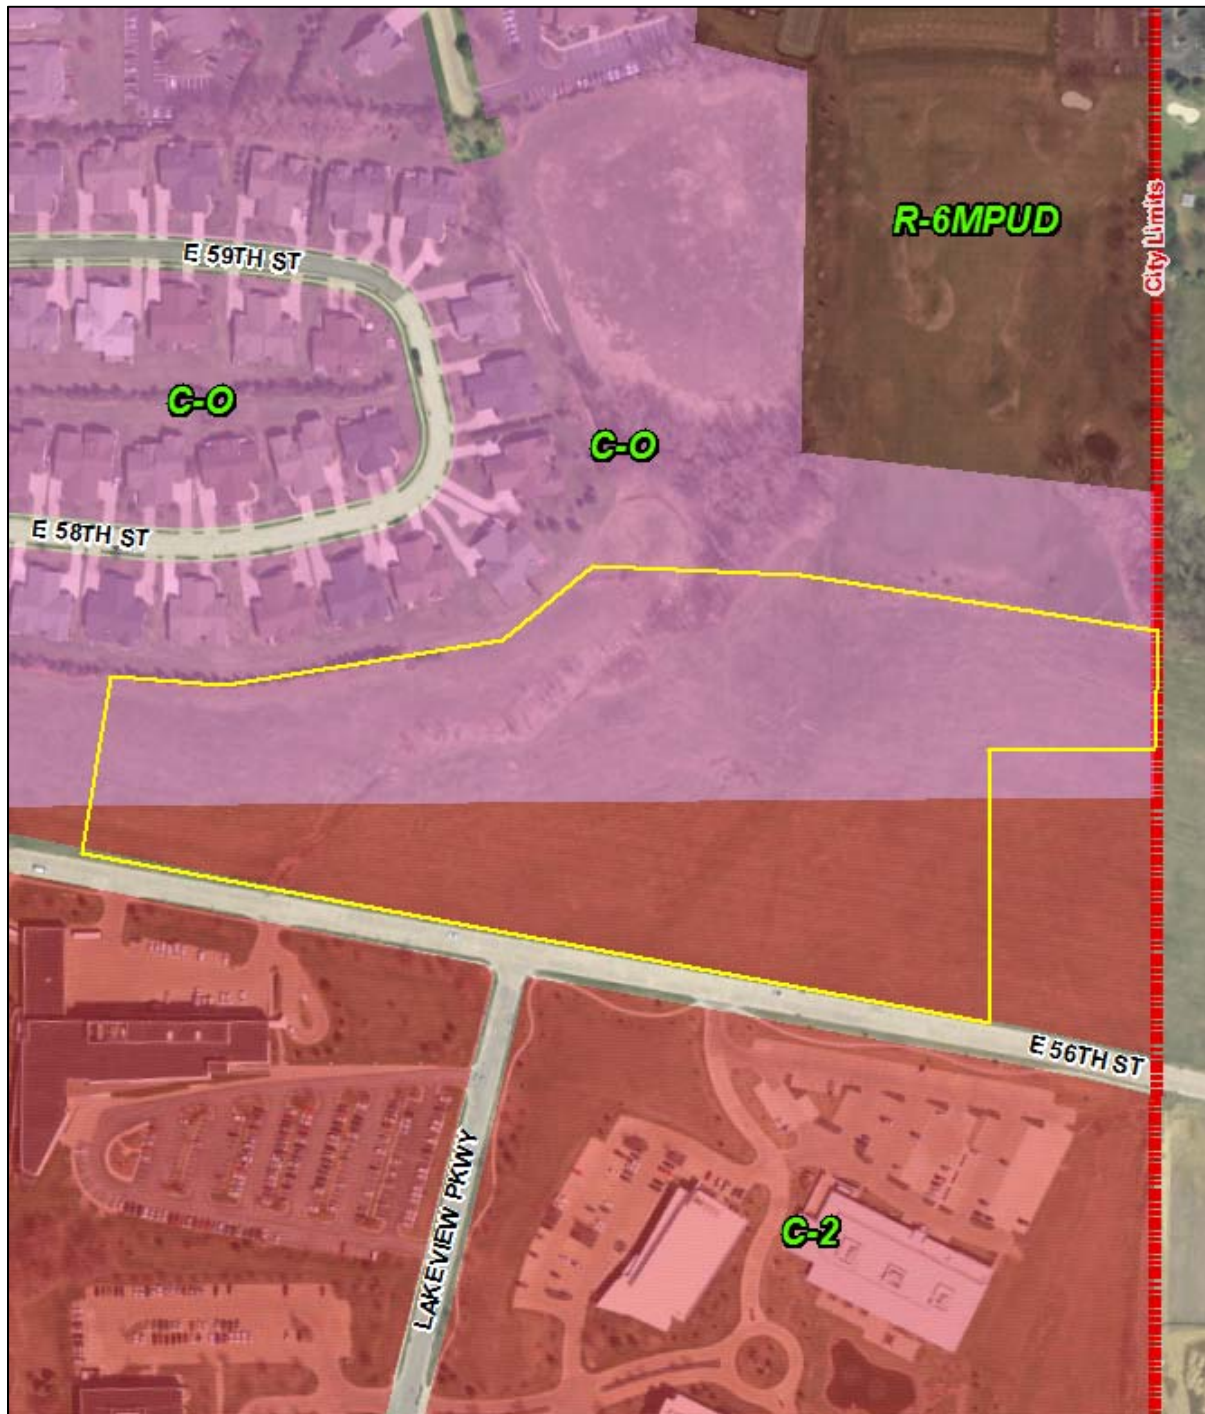 R-6MPUD
City Limits
E 59TH ST
C-O
C-O
E 58TH ST
E 56TH ST
LAKEVIEW PKWY
C-2